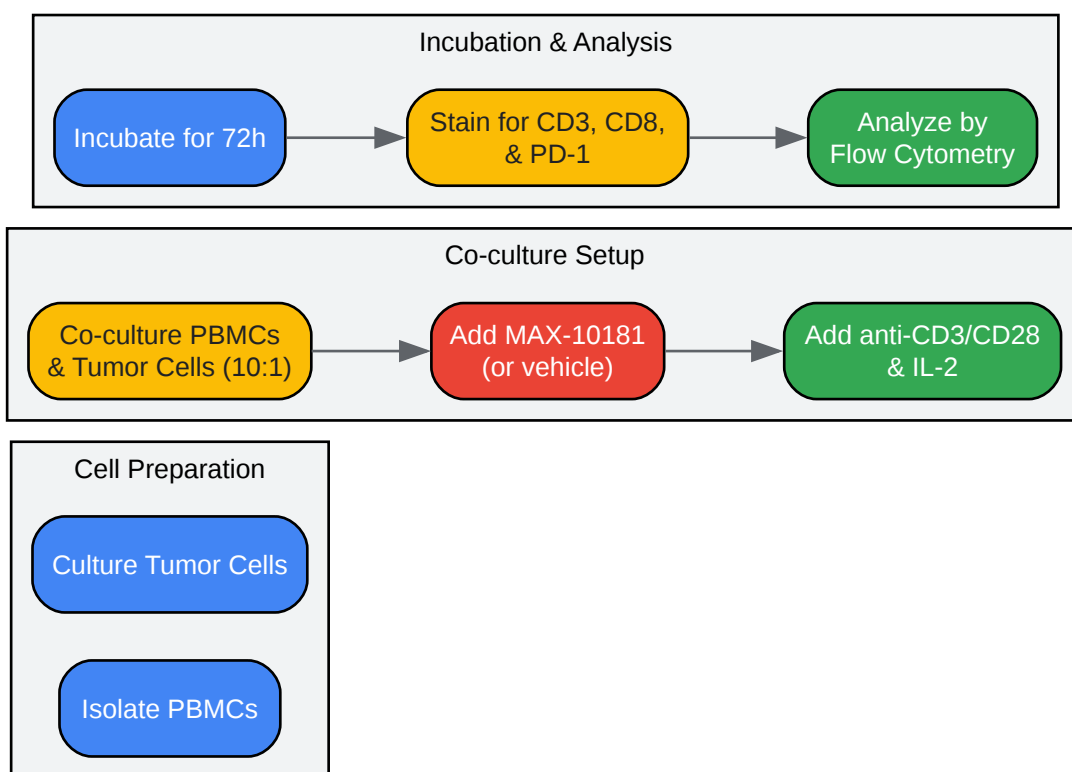 Incubation & Analysis
Incubate for 72h
Stain for CD3, CD8,
& PD-1
Analyze by
Flow Cytometry
Co-culture Setup
Co-culture PBMCs
& Tumor Cells (10:1)
Add MAX-10181
(or vehicle)
Add anti-CD3/CD28
& IL-2
Cell Preparation
Culture Tumor Cells
Isolate PBMCs